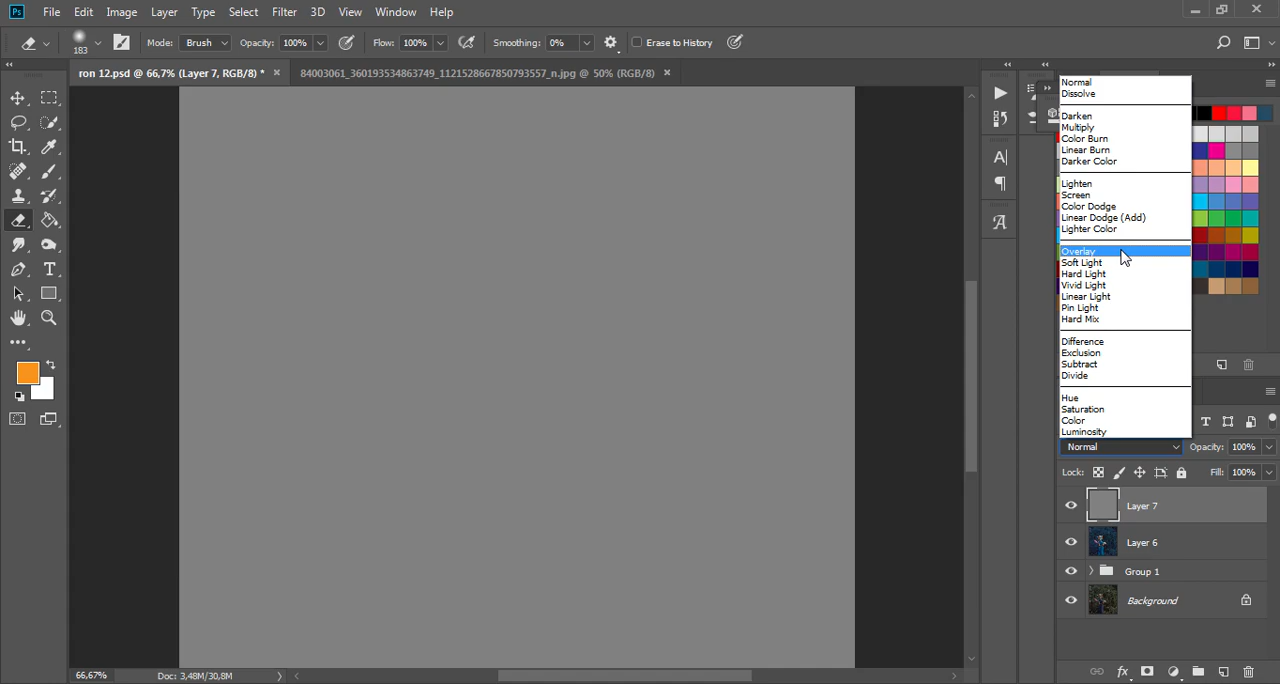 Ps File Edit Image Layer Type Select Filter 3D View Window Help
183 Mode: Brush Opacity: 100% Flow: 100% Smoothing: 0% Erase to History
ron 12.psd @ 66,7% (Layer 7, RGB/8) * × 84003061_360193534863749_1121528667850793557_n.jpg @ 50% (RGB/8) ×
Normal
Dissolve
Darken
Multiply
Color Burn
Linear Burn
Darker Color
Lighten
Screen
Color Dodge
Linear Dodge (Add)
Lighter Color
Overlay
Soft Light
Hard Light
Vivid Light
Linear Light
Pin Light
Hard Mix
Difference
Exclusion
Subtract
Divide
Hue
Saturation
Color
Luminosity
Normal Opacity: 100%
Lock: Fill: 100%
Layer 7
Layer 6
Group 1
Background
66,67% Doc: 3,48M/30,8M